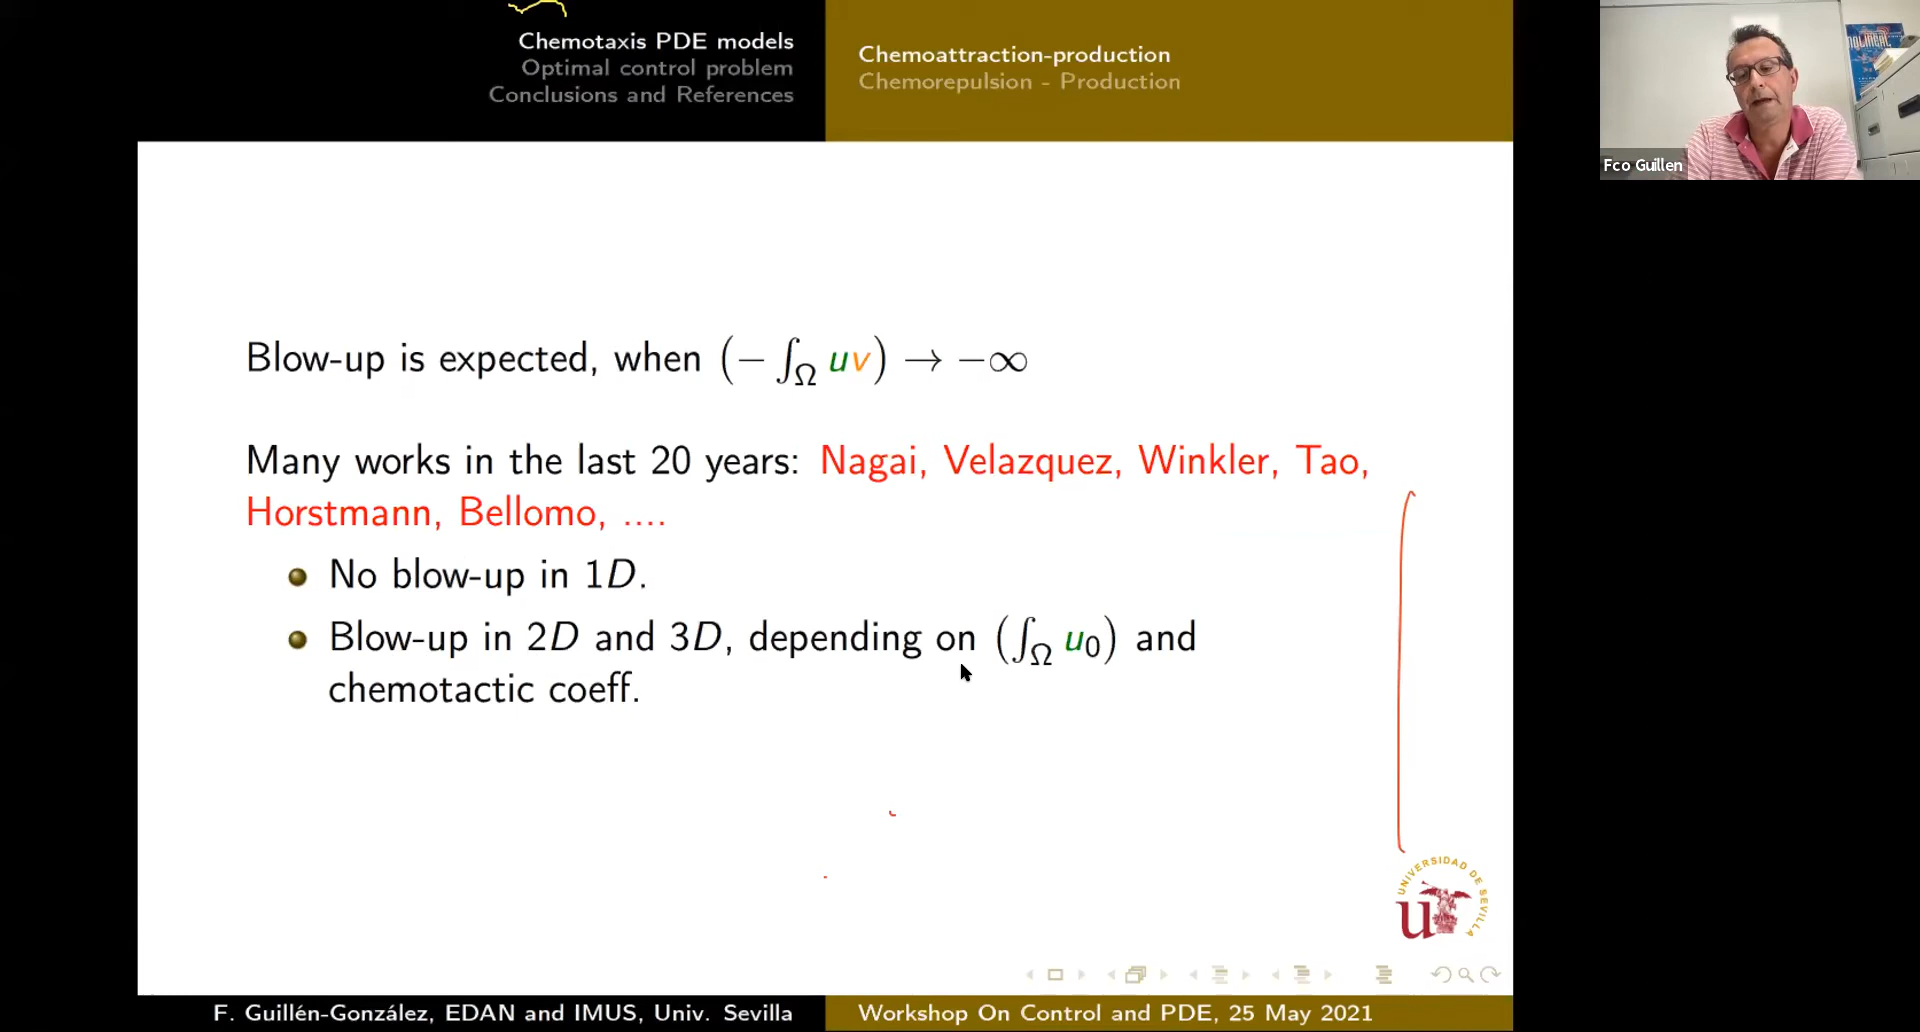 Chemotaxis PDE models
Optimal control problem
Conclusions and References
Chemoattraction-production
Chemorepulsion - Production
Fco Guillen
Blow-up is expected, when (− ∫Ω uv) → −∞
Many works in the last 20 years: Nagai, Velazquez, Winkler, Tao,
Horstmann, Bellomo, ....
No blow-up in 1D.
Blow-up in 2D and 3D, depending on (∫Ω u0) and
chemotactic coeff.
UNIVERSIDAD DE SEVILLA
F. Guillén-González, EDAN and IMUS, Univ. Sevilla
Workshop On Control and PDE, 25 May 2021